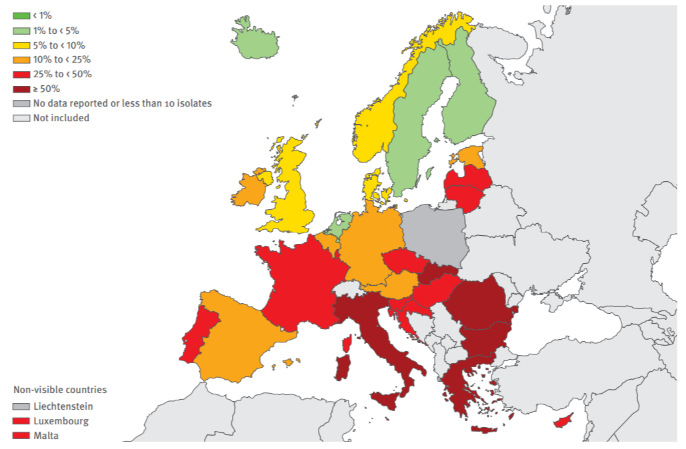 < 1%
1% to < 5%
5% to < 10%
10% to < 25%
25% to < 50%
≥ 50%
No data reported or less than 10 isolates
Not included
Non-visible countries
Liechtenstein
Luxembourg
Malta